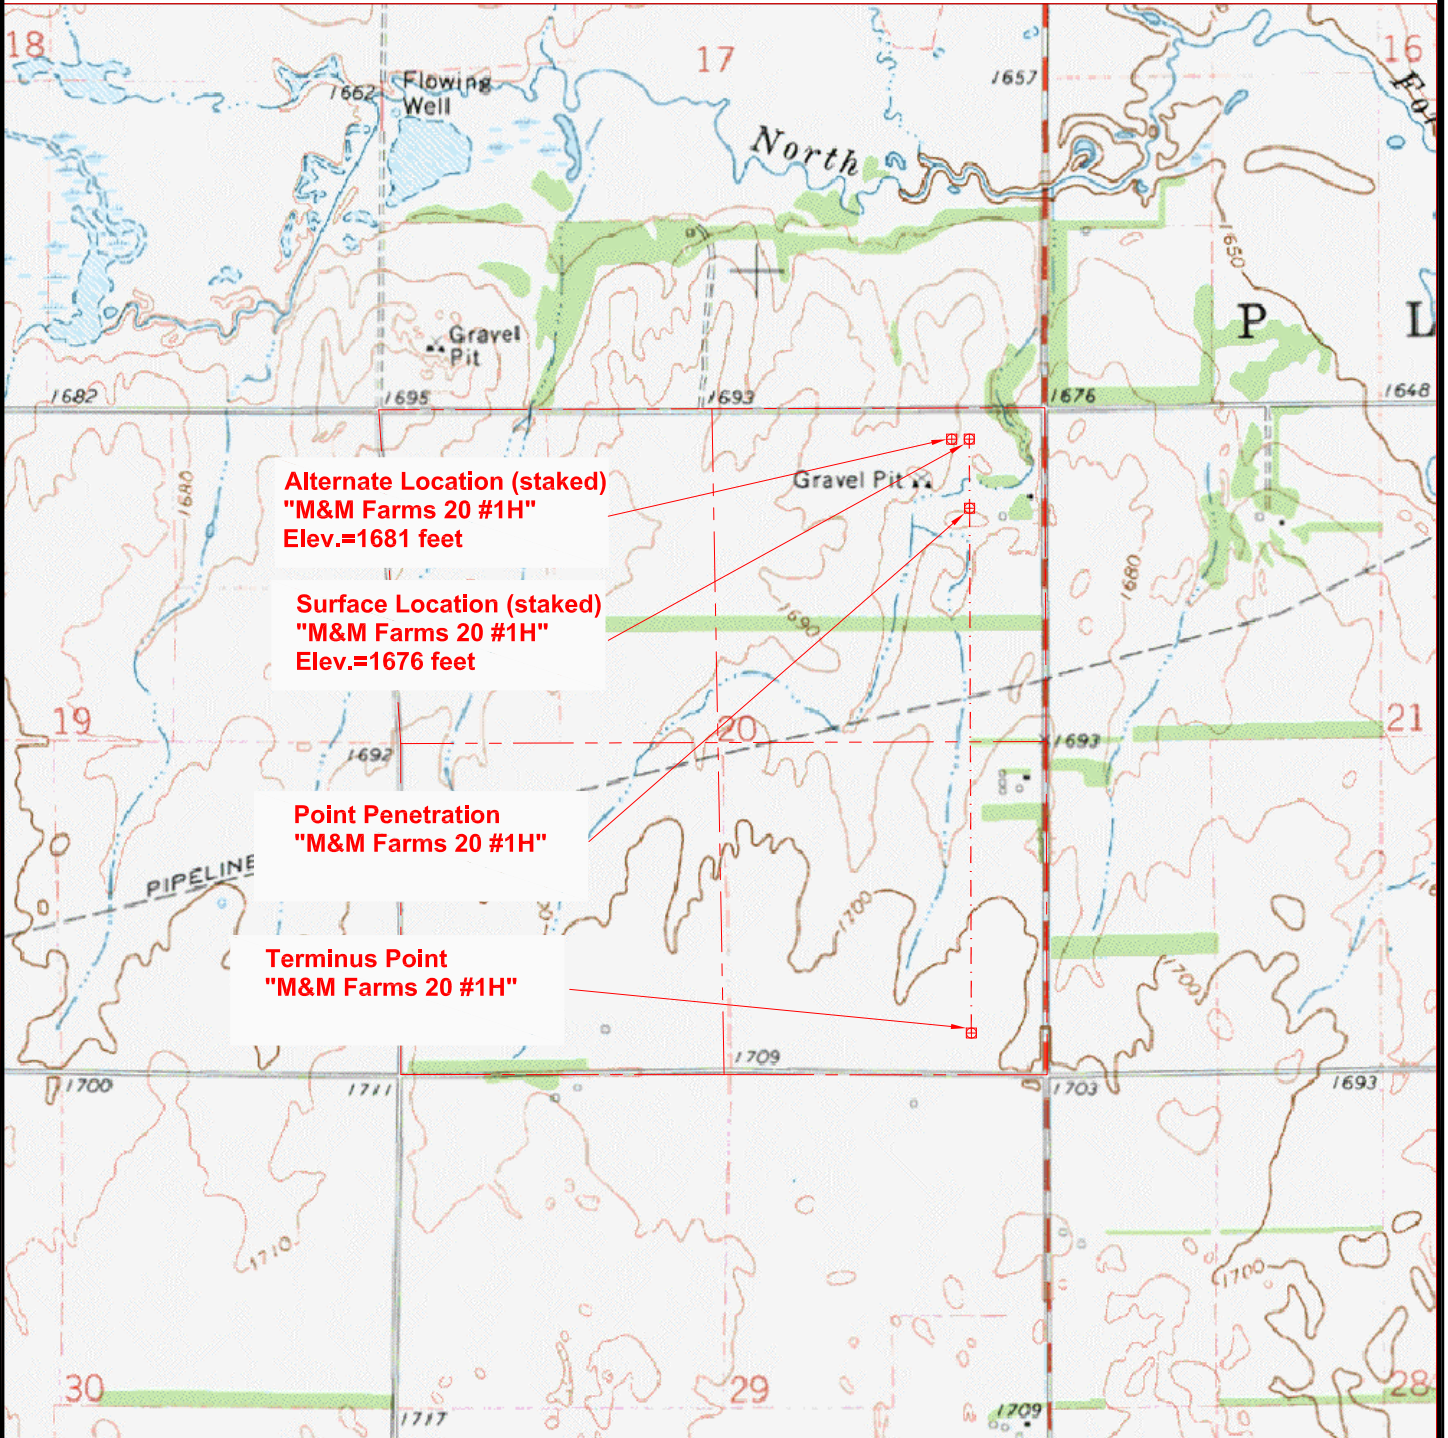 18
17
16
1662
Flowing
Well
1657
North
For
1650
P
L
Gravel
Pit
1682
1695
1693
1676
1648
Alternate Location (staked)
"M&M Farms 20 #1H"
Elev.=1681 feet
Gravel Pit
1680
1680
Surface Location (staked)
"M&M Farms 20 #1H"
Elev.=1676 feet
1690
19
20
21
1692
1693
Point Penetration
"M&M Farms 20 #1H"
PIPELINE
1700
Terminus Point
"M&M Farms 20 #1H"
1700
1709
1700
1711
1703
1693
1710
1700
30
29
28
1717
1709